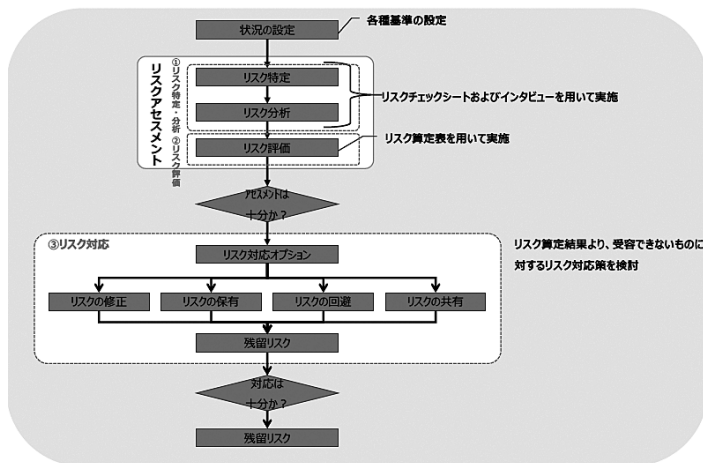 状況の設定
各種基準の設定
リスクアセスメント
①リスク特定・分析
リスク特定
リスク分析
リスクチェックシートおよびインタビューを用いて実施
②リスク評価
リスク評価
リスク算定表を用いて実施
アセスメントは
十分か？
③リスク対応
リスク対応オプション
リスク算定結果より、受容できないものに
対するリスク対応策を検討
リスクの修正
リスクの保有
リスクの回避
リスクの共有
残留リスク
対応は
十分か？
残留リスク